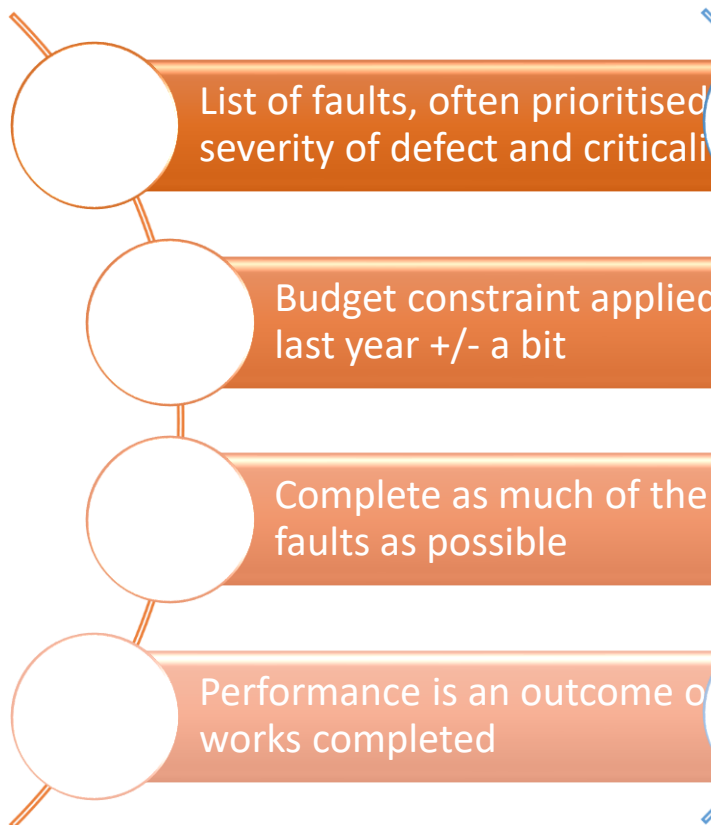 List of faults, often prioritised
severity of defect and criticali
Budget constraint applied
last year +/- a bit
Complete as much of the
faults as possible
Performance is an outcome o
works completed